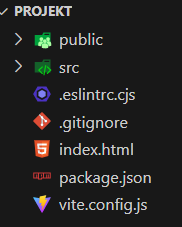 PROJEKT
public
src
.eslintrc.cjs
.gitignore
index.html
package.json
vite.config.js